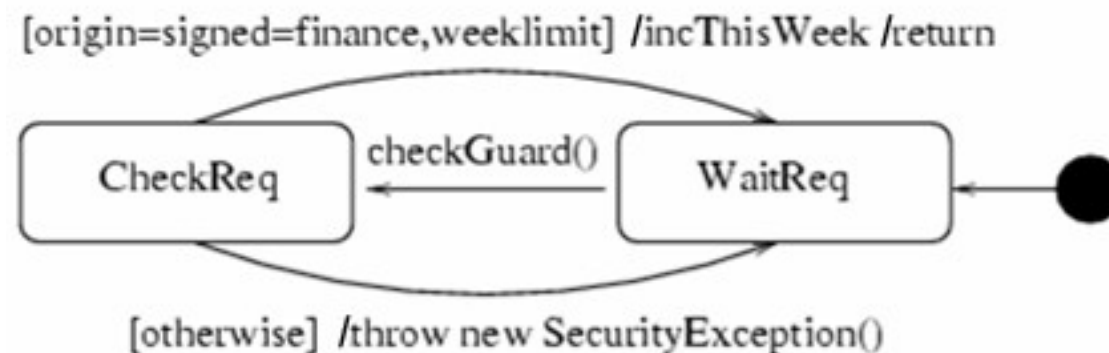 [origin=signed=finance,weeklimit] /incThisWeek /return
checkGuard()
CheckReq
WaitReq
[otherwise] /throw new SecurityException()